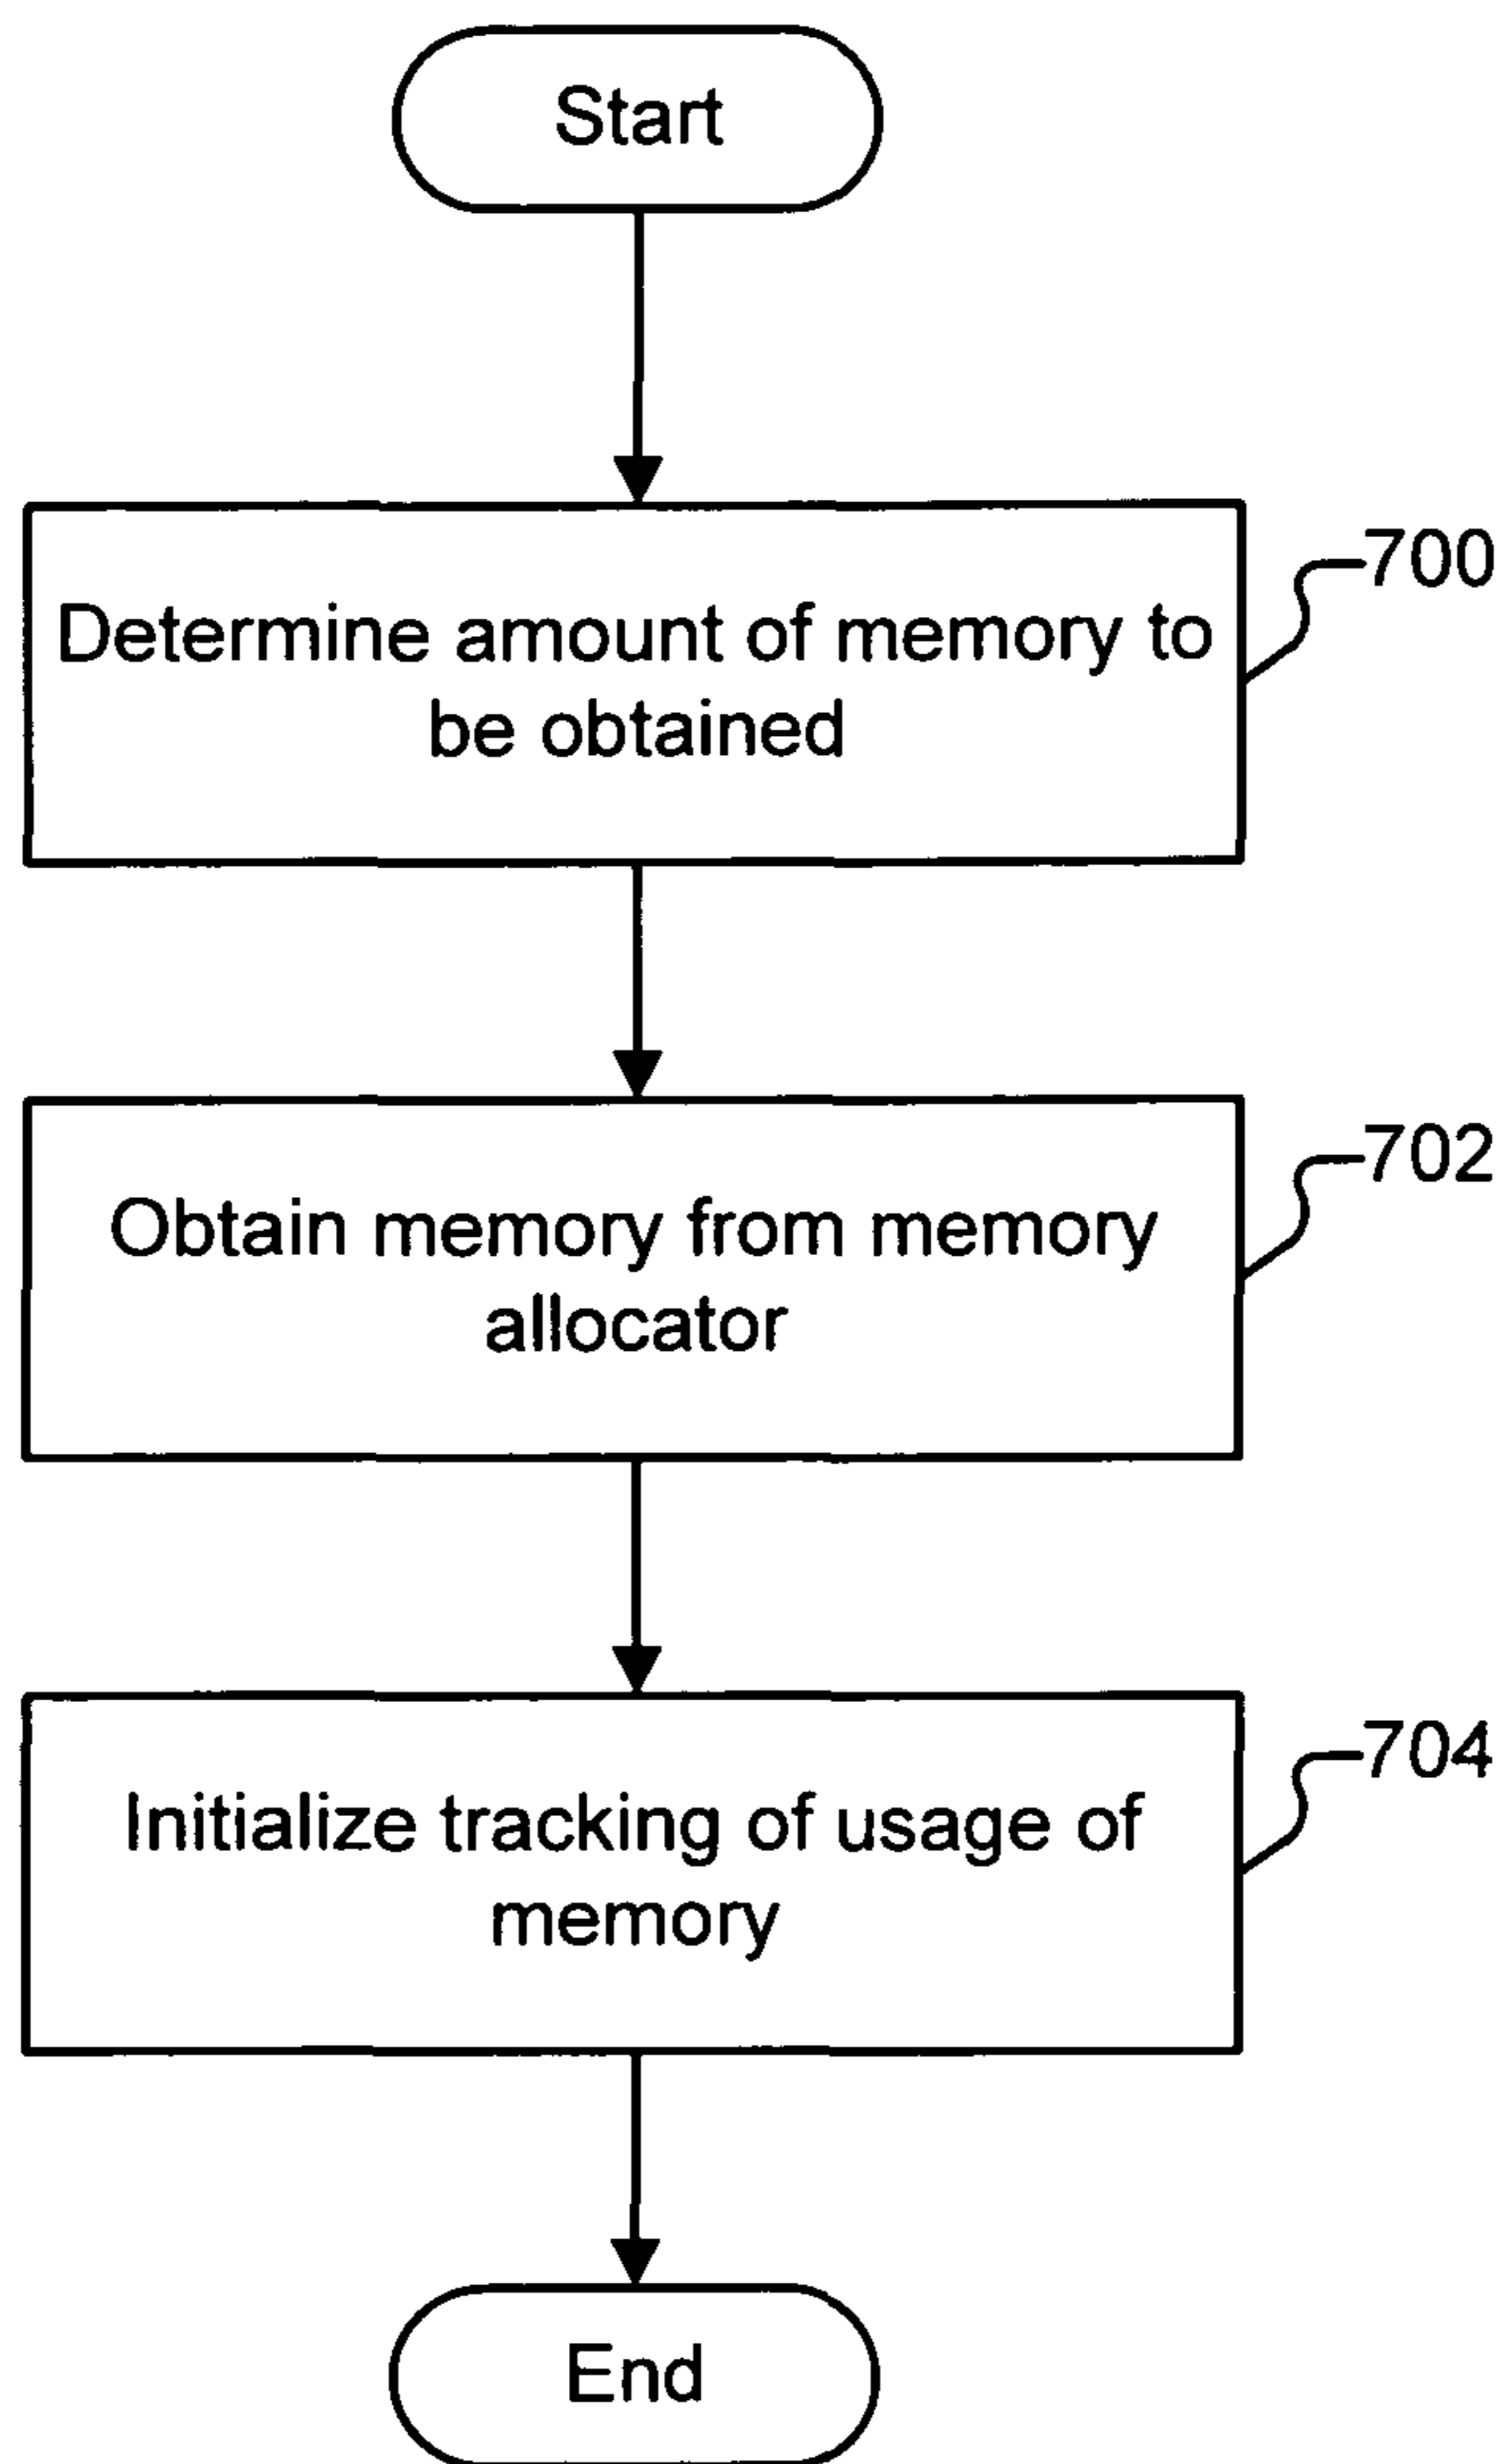 Start
700
Determine amount of memory to
be obtained
702
Obtain memory from memory
allocator
704
Initialize tracking of usage of
memory
End